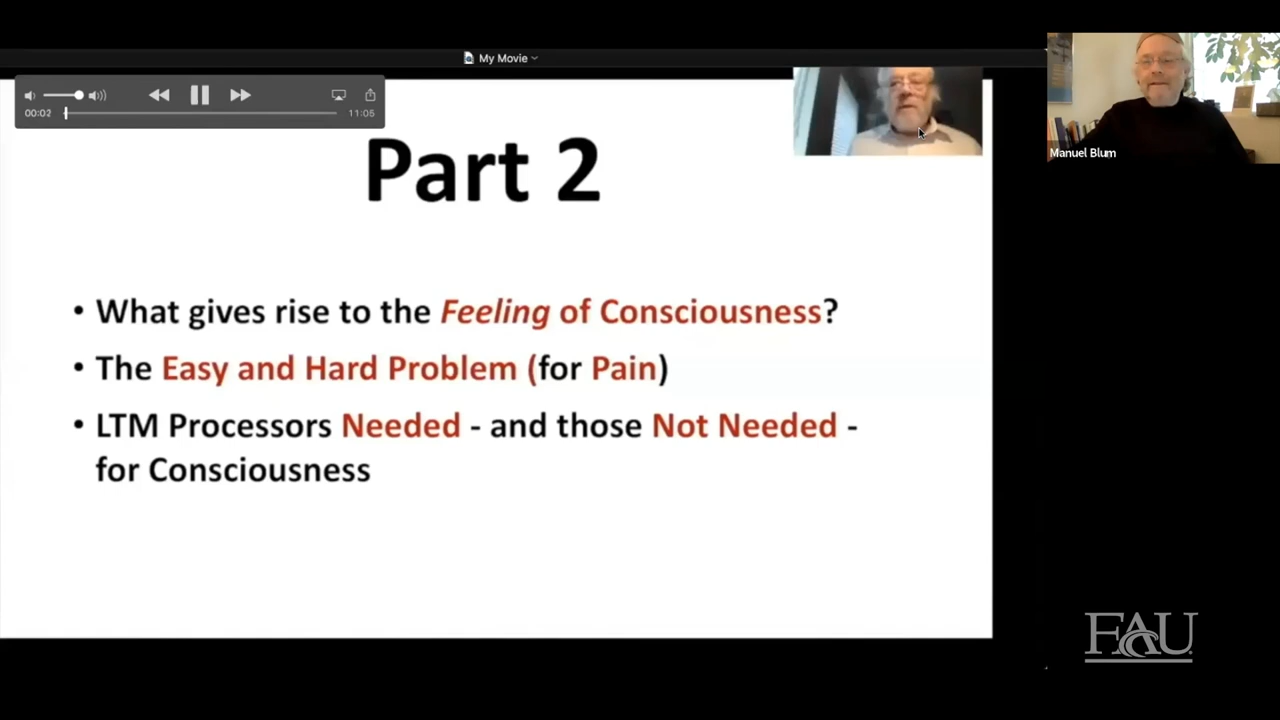 My Movie
00:02
11:05
Manuel Blum
Part 2
• What gives rise to the Feeling of Consciousness?
• The Easy and Hard Problem (for Pain)
• LTM Processors Needed - and those Not Needed -
for Consciousness
FAU